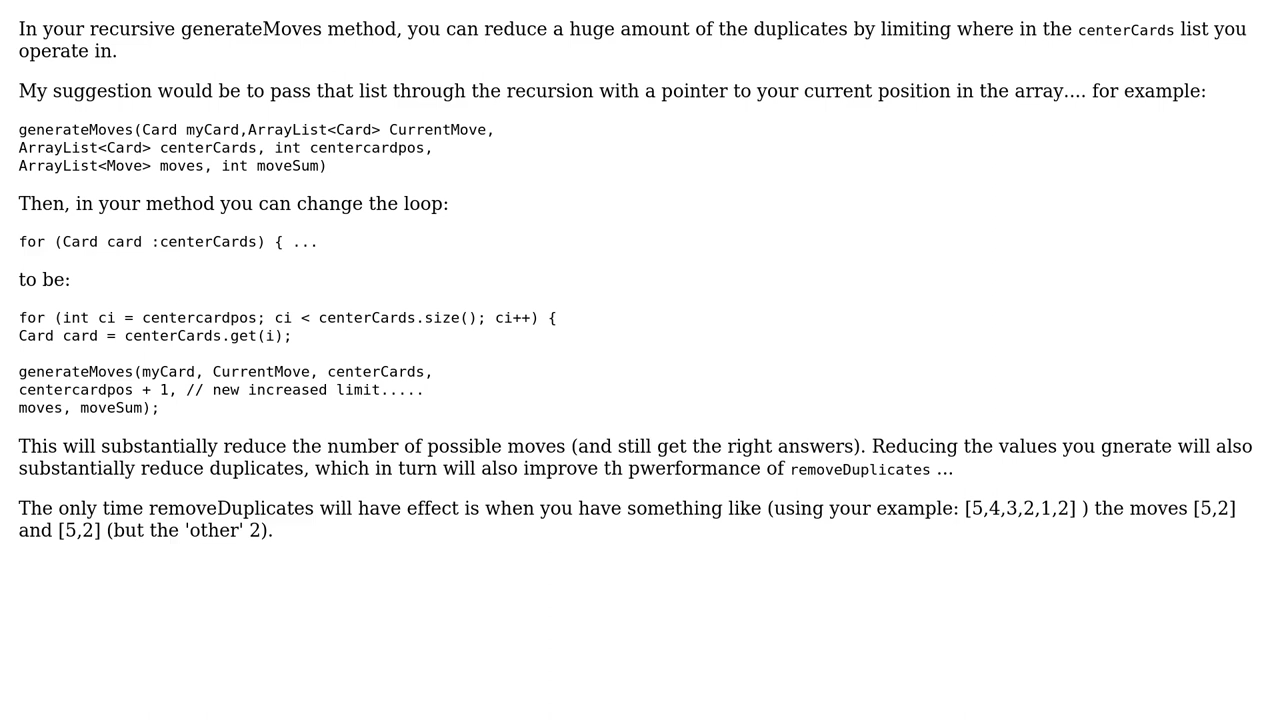 In your recursive generateMoves method, you can reduce a huge amount of the duplicates by limiting where in the centerCards list you
operate in.
My suggestion would be to pass that list through the recursion with a pointer to your current position in the array.... for example:
generateMoves(Card myCard,ArrayList<Card> CurrentMove,
ArrayList<Card> centerCards, int centercardpos,
ArrayList<Move> moves, int moveSum)
Then, in your method you can change the loop:
for (Card card :centerCards) { ...
to be:
for (int ci = centercardpos; ci < centerCards.size(); ci++) {
Card card = centerCards.get(i);
generateMoves(myCard, CurrentMove, centerCards,
centercardpos + 1, // new increased limit.....
moves, moveSum);
This will substantially reduce the number of possible moves (and still get the right answers). Reducing the values you gnerate will also
substantially reduce duplicates, which in turn will also improve th pwerformance of removeDuplicates ...
The only time removeDuplicates will have effect is when you have something like (using your example: [5,4,3,2,1,2] ) the moves [5,2]
and [5,2] (but the 'other' 2).